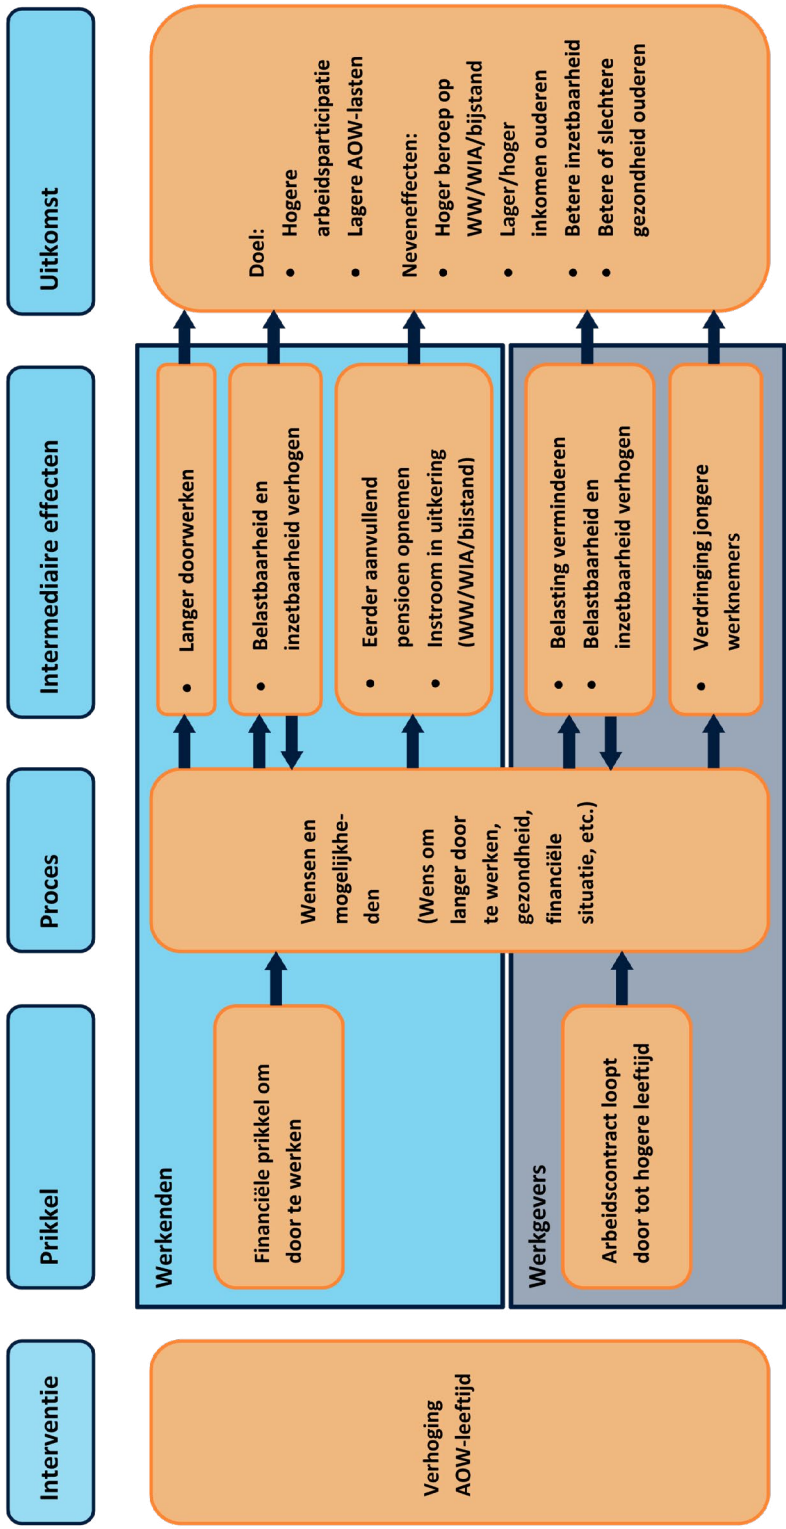 Interventie
Prikkel
Proces
Intermediaire effecten
Uitkomst
Verhoging
AOW-leeftijd
Werkenden
Financiële prikkel om
door te werken
Werkgevers
Arbeidscontract loopt
door tot hogere leeftijd
Wensen en
mogelijkhe-
den
(Wens om
langer door
te werken,
gezondheid,
financiële
situatie, etc.)
• Langer doorwerken
• Belastbaarheid en
inzetbaarheid verhogen
• Eerder aanvullend
pensioen opnemen
• Instroom in uitkering
(WW/WIA/bijstand)
• Belasting verminderen
• Belastbaarheid en
inzetbaarheid verhogen
• Verdringing jongere
werknemers
Doel:
• Hogere
arbeidsparticipatie
• Lagere AOW-lasten
Neveneffecten:
• Hoger beroep op
WW/WIA/bijstand
• Lager/hoger
inkomen ouderen
• Betere inzetbaarheid
• Betere of slechtere
gezondheid ouderen